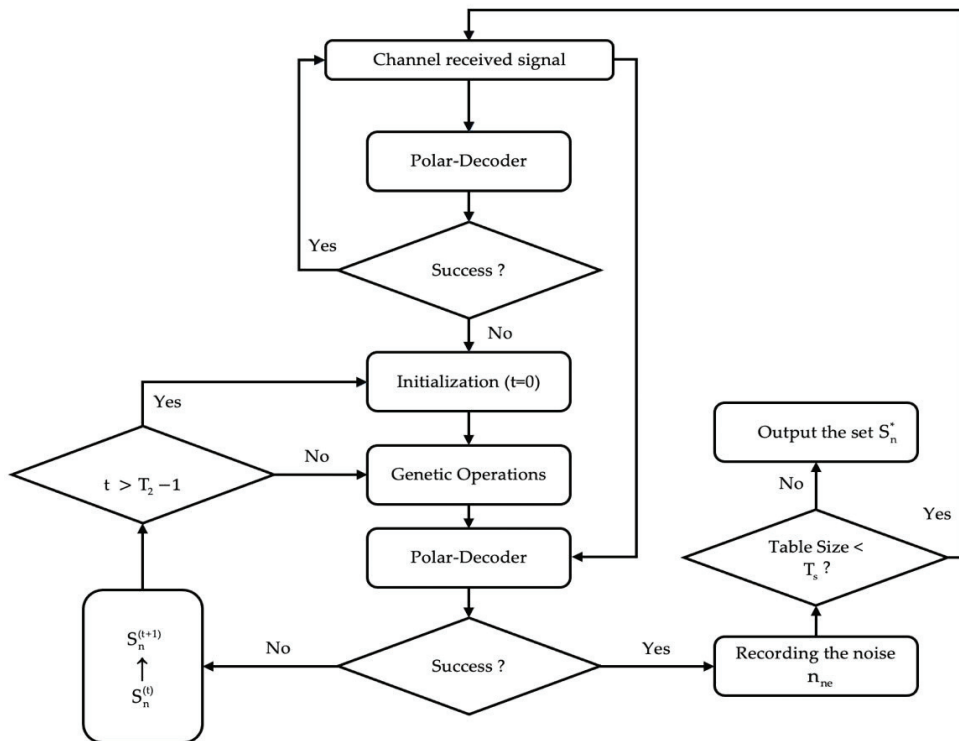 Channel received signal
Polar-Decoder
Yes
Success ?
No
Initialization (t=0)
Yes
t > T₂ −1
No
Genetic Operations
Polar-Decoder
Output the set Sₙ*
No
Yes
Table Size <
Tₛ ?
Sₙ⁽ᵗ⁺¹⁾
↑
Sₙ⁽ᵗ⁾
No
Success ?
Yes
Recording the noise
nₙₑ